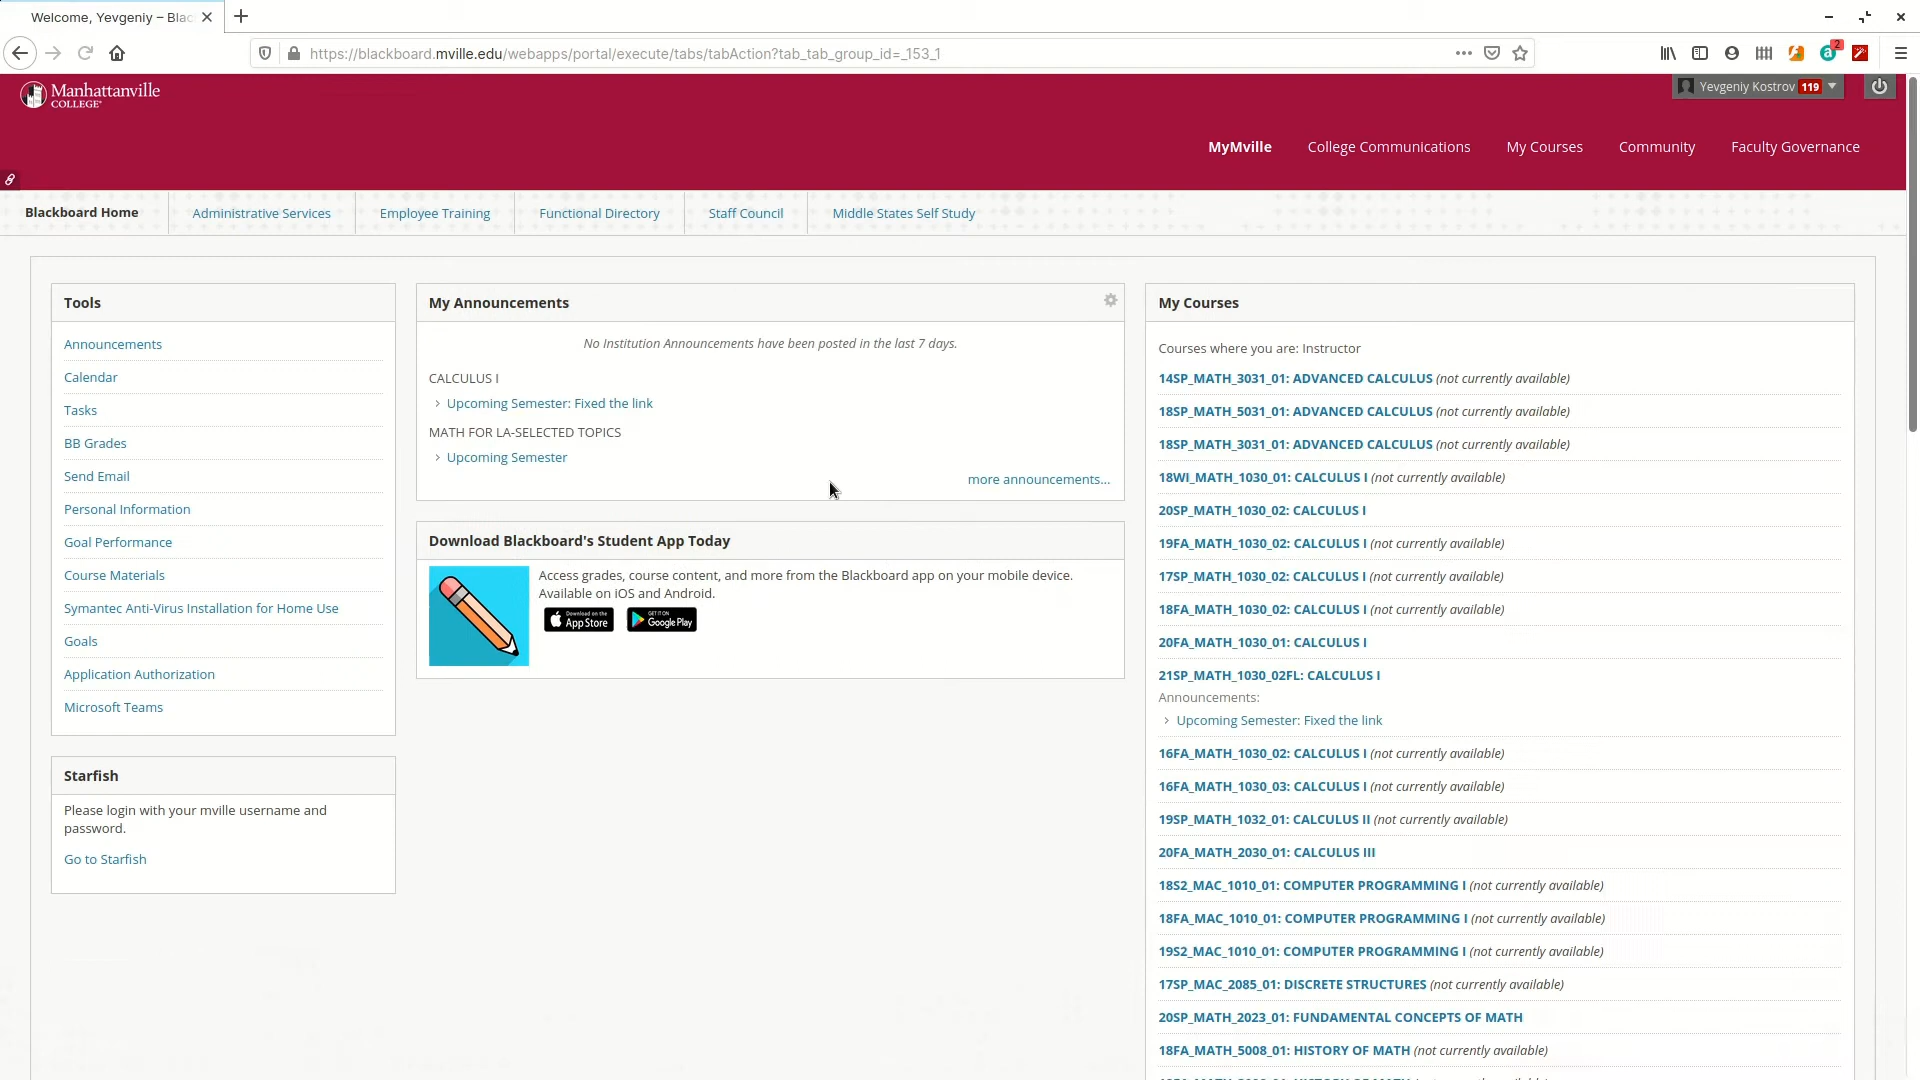 Welcome, Yevgeniy – Blac
https://blackboard.mville.edu/webapps/portal/execute/tabs/tabAction?tab_tab_group_id=_153_1
2
Manhattanville
COLLEGE
Yevgeniy Kostrov 119
MyMville College Communications My Courses Community Faculty Governance
Blackboard Home Administrative Services Employee Training Functional Directory Staff Council Middle States Self Study
Tools
Announcements
Calendar
Tasks
BB Grades
Send Email
Personal Information
Goal Performance
Course Materials
Symantec Anti-Virus Installation for Home Use
Goals
Application Authorization
Microsoft Teams
Starfish
Please login with your mville username and
password.
Go to Starfish
My Announcements
No Institution Announcements have been posted in the last 7 days.
CALCULUS I
Upcoming Semester: Fixed the link
MATH FOR LA-SELECTED TOPICS
Upcoming Semester
more announcements...
Download Blackboard's Student App Today
Access grades, course content, and more from the Blackboard app on your mobile device.
Available on iOS and Android.
Download on the
App Store
GET IT ON
Google Play
My Courses
Courses where you are: Instructor
14SP_MATH_3031_01: ADVANCED CALCULUS (not currently available)
18SP_MATH_5031_01: ADVANCED CALCULUS (not currently available)
18SP_MATH_3031_01: ADVANCED CALCULUS (not currently available)
18WI_MATH_1030_01: CALCULUS I (not currently available)
20SP_MATH_1030_02: CALCULUS I
19FA_MATH_1030_02: CALCULUS I (not currently available)
17SP_MATH_1030_02: CALCULUS I (not currently available)
18FA_MATH_1030_02: CALCULUS I (not currently available)
20FA_MATH_1030_01: CALCULUS I
21SP_MATH_1030_02FL: CALCULUS I
Announcements:
Upcoming Semester: Fixed the link
16FA_MATH_1030_02: CALCULUS I (not currently available)
16FA_MATH_1030_03: CALCULUS I (not currently available)
19SP_MATH_1032_01: CALCULUS II (not currently available)
20FA_MATH_2030_01: CALCULUS III
18S2_MAC_1010_01: COMPUTER PROGRAMMING I (not currently available)
18FA_MAC_1010_01: COMPUTER PROGRAMMING I (not currently available)
19S2_MAC_1010_01: COMPUTER PROGRAMMING I (not currently available)
17SP_MAC_2085_01: DISCRETE STRUCTURES (not currently available)
20SP_MATH_2023_01: FUNDAMENTAL CONCEPTS OF MATH
18FA_MATH_5008_01: HISTORY OF MATH (not currently available)